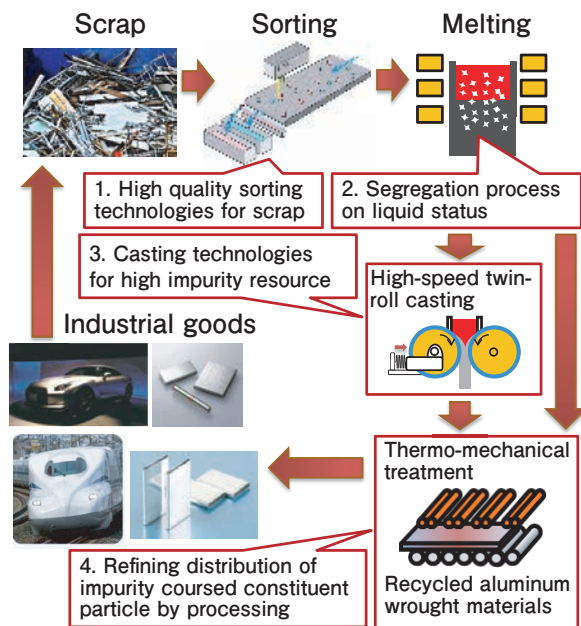 Scrap
Sorting
Melting
1. High quality sorting
technologies for scrap
2. Segregation process
on liquid status
3. Casting technologies
for high impurity resource
High-speed twin-
roll casting
Industrial goods
Thermo-mechanical
treatment
Recycled aluminum
wrought materials
4. Refining distribution of
impurity coursed constituent
particle by processing